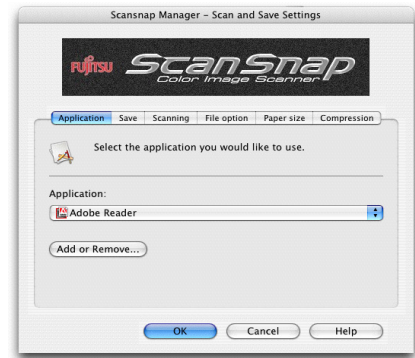 Scansnap Manager – Scan and Save Settings
FUJITSU ScanSnap
Color Image Scanner
Application Save Scanning File option Paper size Compression
Select the application you would like to use.
Application:
Adobe Reader
Add or Remove...
OK Cancel Help